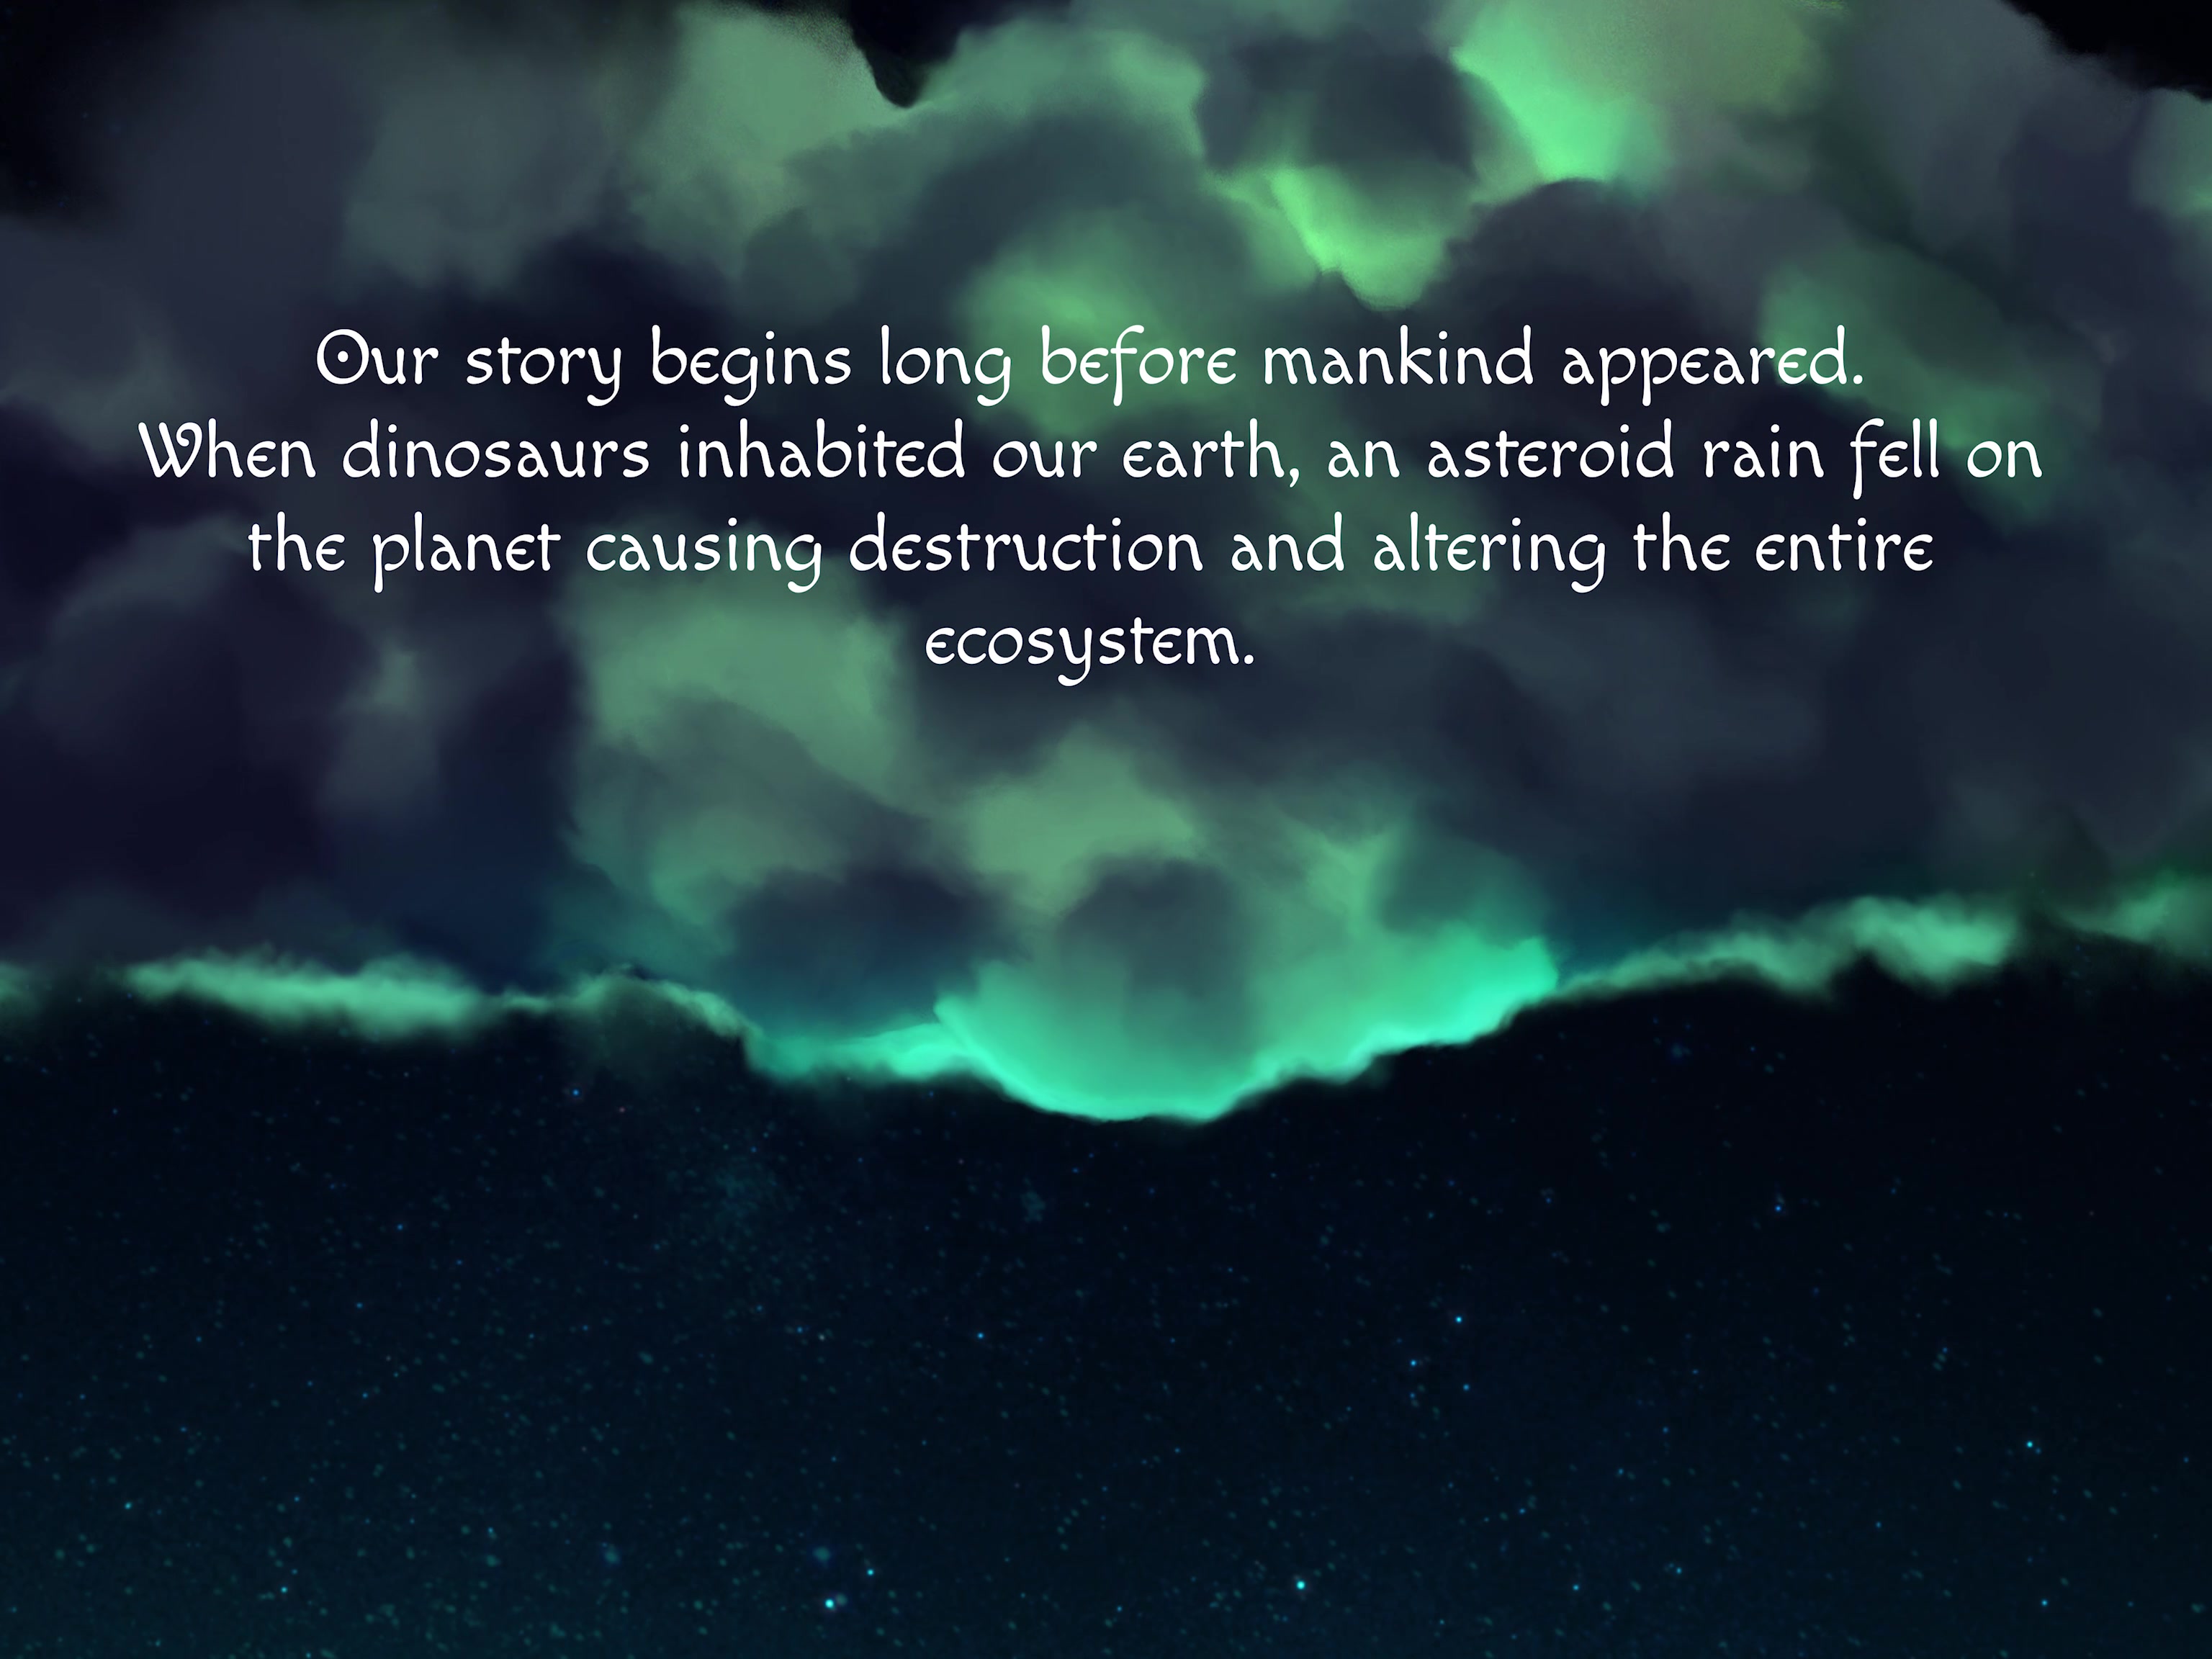 Our story begins long before mankind appeared.
When dinosaurs inhabited our earth, an asteroid rain fell on
the planet causing destruction and altering the entire
ecosystem.